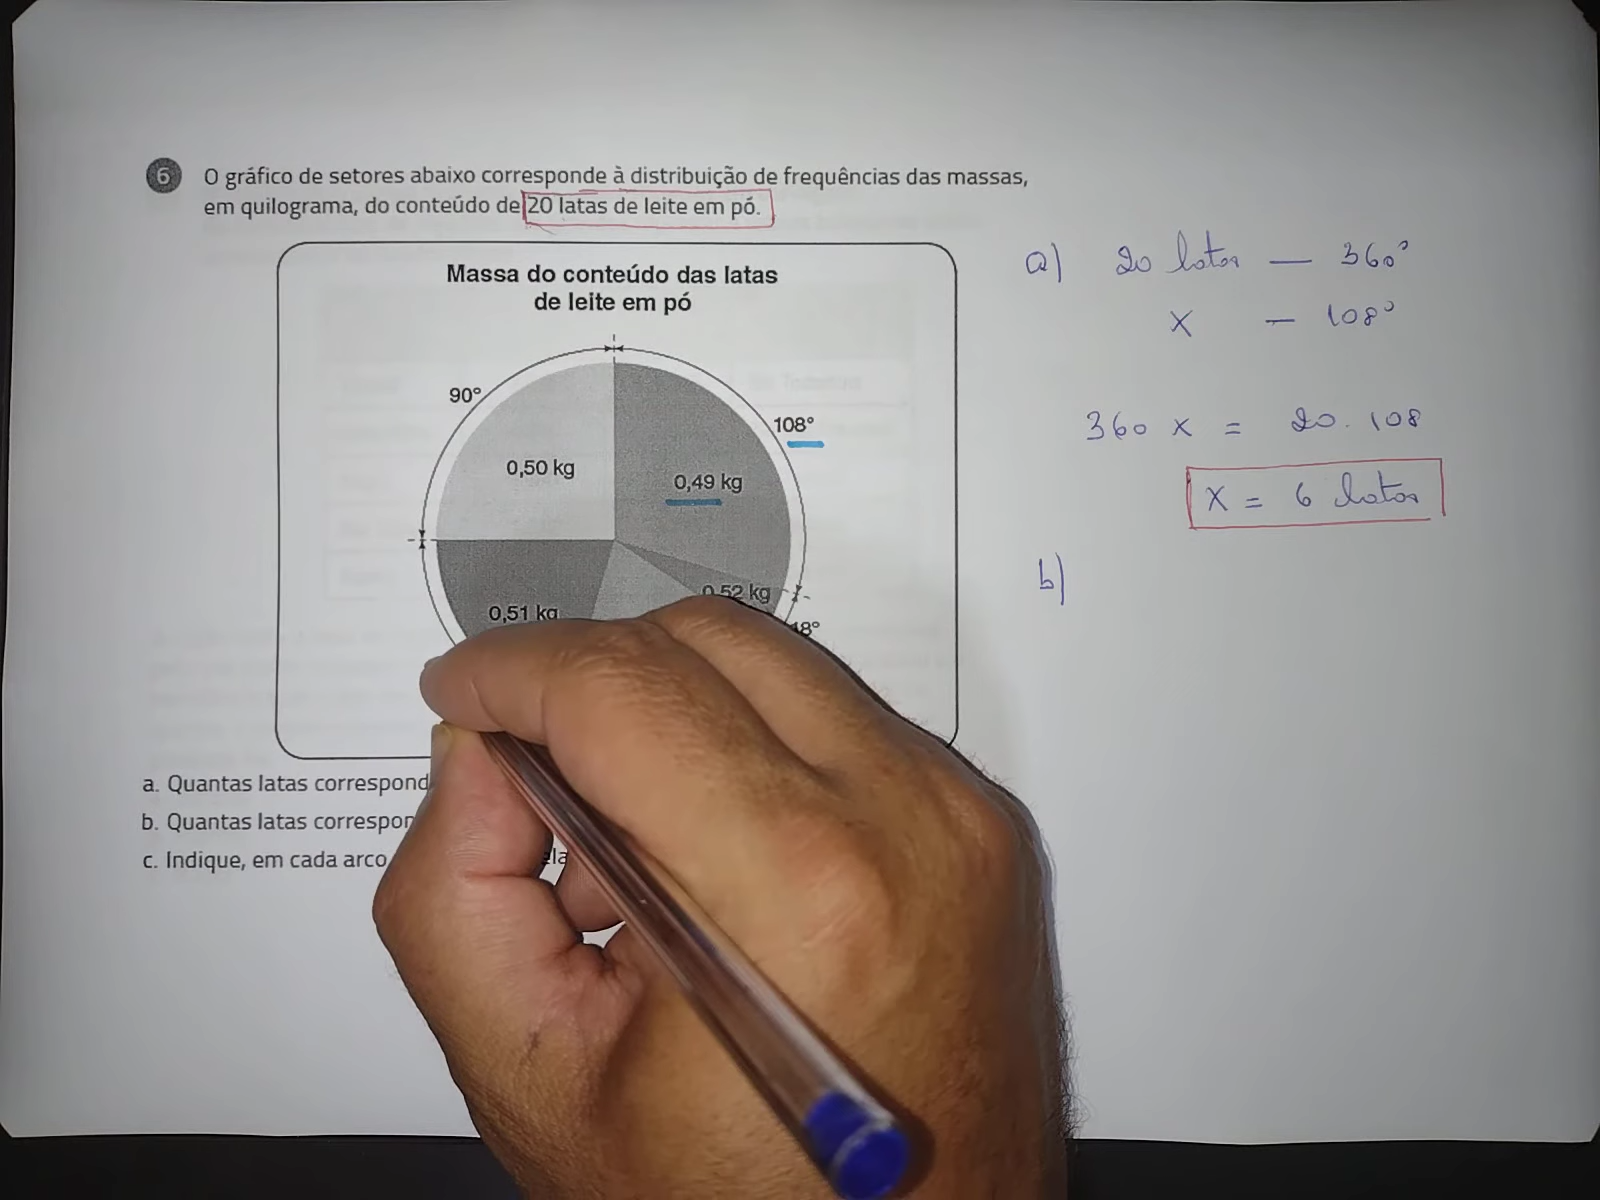 6 O gráfico de setores abaixo corresponde à distribuição de frequências das massas,
em quilograma, do conteúdo de 20 latas de leite em pó.
Massa do conteúdo das latas
de leite em pó
90°
108°
0,50 kg
0,49 kg
0,52 kg
0,51 kg
18°
a. Quantas latas correspond
b. Quantas latas correspon
c. Indique, em cada arco
a) 20 latas — 360°
x — 108°
360 x = 20. 108
x = 6 latas
b)